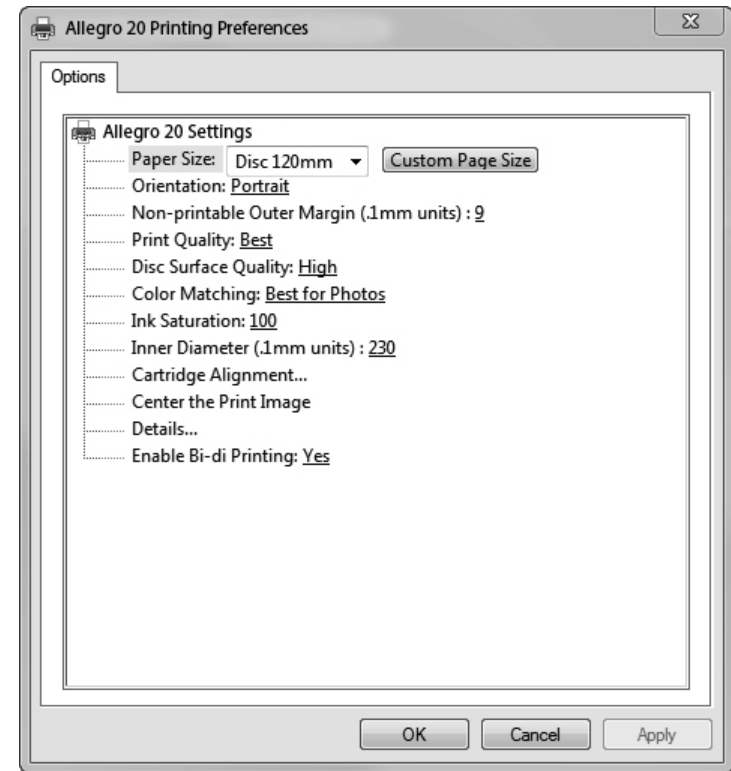 Allegro 20 Printing Preferences
Options
Allegro 20 Settings
Paper Size: Disc 120mm Custom Page Size
Orientation: Portrait
Non-printable Outer Margin (.1mm units) : 9
Print Quality: Best
Disc Surface Quality: High
Color Matching: Best for Photos
Ink Saturation: 100
Inner Diameter (.1mm units) : 230
Cartridge Alignment...
Center the Print Image
Details...
Enable Bi-di Printing: Yes
OK Cancel Apply